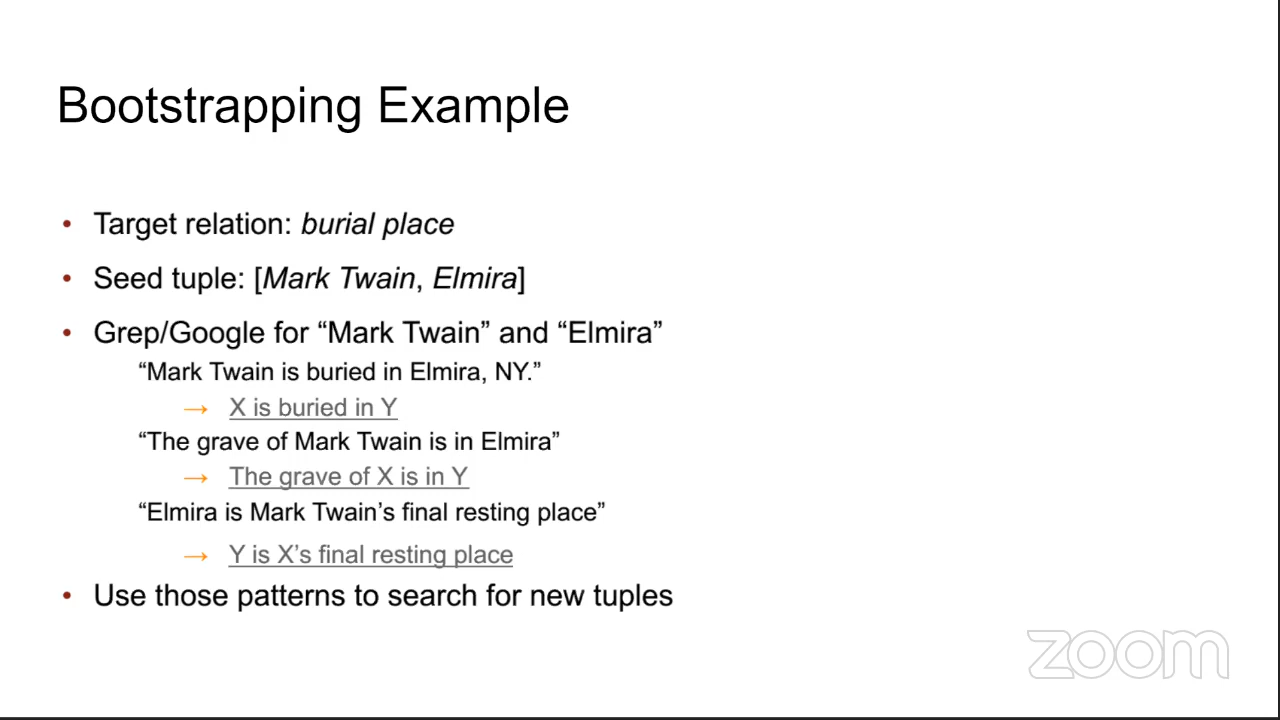 Bootstrapping Example
• Target relation: burial place
• Seed tuple: [Mark Twain, Elmira]
• Grep/Google for “Mark Twain” and “Elmira”
“Mark Twain is buried in Elmira, NY.”
→ X is buried in Y
“The grave of Mark Twain is in Elmira”
→ The grave of X is in Y
“Elmira is Mark Twain’s final resting place”
→ Y is X’s final resting place
• Use those patterns to search for new tuples
zoom